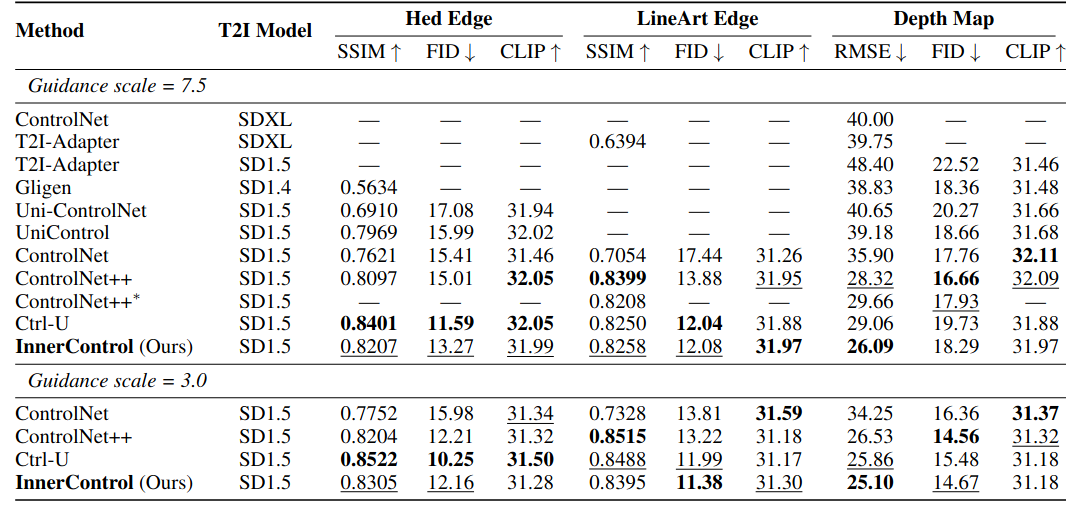 Method T2I Model Hed Edge LineArt Edge Depth Map
SSIM ↑ FID ↓ CLIP ↑ SSIM ↑ FID ↓ CLIP ↑ RMSE ↓ FID ↓ CLIP ↑
Guidance scale = 7.5
ControlNet SDXL — — — — — — 40.00 — —
T2I-Adapter SDXL — — — 0.6394 — — 39.75 — —
T2I-Adapter SD1.5 — — — — — — 48.40 22.52 31.46
Gligen SD1.4 0.5634 — — — — — 38.83 18.36 31.48
Uni-ControlNet SD1.5 0.6910 17.08 31.94 — — — 40.65 20.27 31.66
UniControl SD1.5 0.7969 15.99 32.02 — — — 39.18 18.66 31.68
ControlNet SD1.5 0.7621 15.41 31.46 0.7054 17.44 31.26 35.90 17.76 32.11
ControlNet++ SD1.5 0.8097 15.01 32.05 0.8399 13.88 31.95 28.32 16.66 32.09
ControlNet++* SD1.5 — — — 0.8208 — — 29.66 17.93 —
Ctrl-U SD1.5 0.8401 11.59 32.05 0.8250 12.04 31.88 29.06 19.73 31.88
InnerControl (Ours) SD1.5 0.8207 13.27 31.99 0.8258 12.08 31.97 26.09 18.29 31.97
Guidance scale = 3.0
ControlNet SD1.5 0.7752 15.98 31.34 0.7328 13.81 31.59 34.25 16.36 31.37
ControlNet++ SD1.5 0.8204 12.21 31.32 0.8515 13.22 31.18 26.53 14.56 31.32
Ctrl-U SD1.5 0.8522 10.25 31.50 0.8488 11.99 31.17 25.86 15.48 31.18
InnerControl (Ours) SD1.5 0.8305 12.16 31.28 0.8395 11.38 31.30 25.10 14.67 31.18